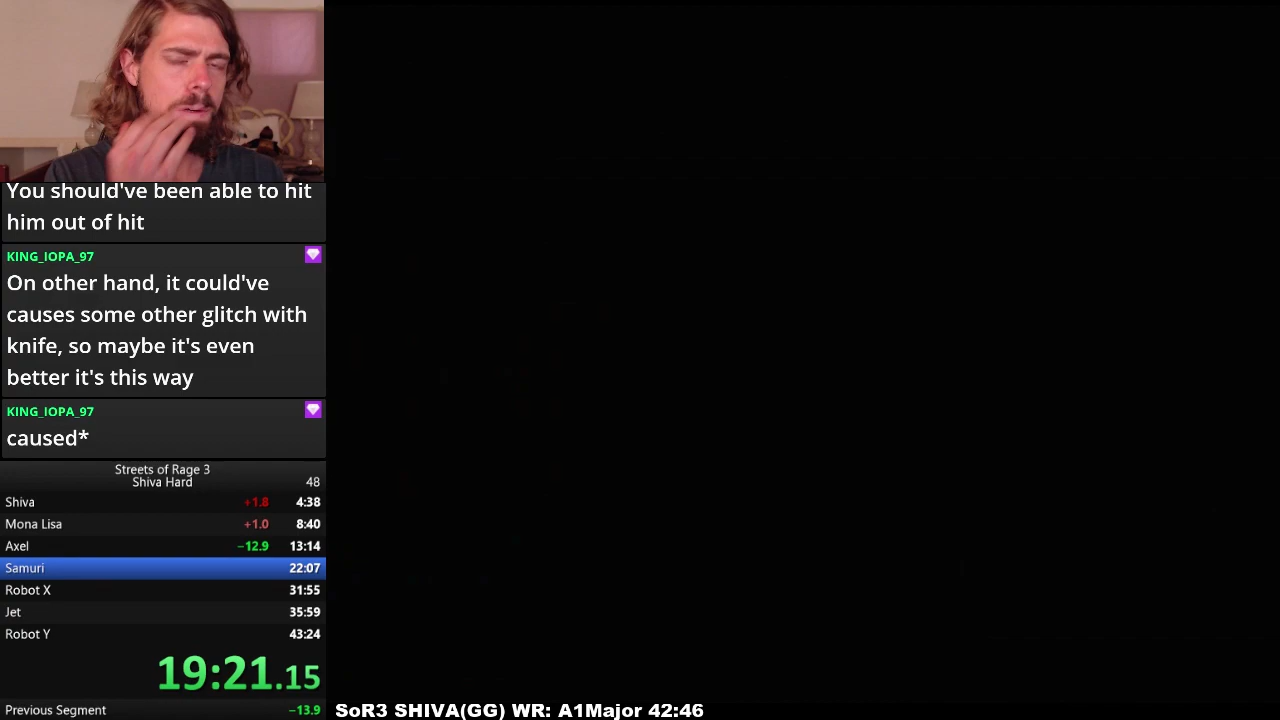 You should've been able to hit
him out of hit
KING_IOPA_97
On other hand, it could've
causes some other glitch with
knife, so maybe it's even
better it's this way
KING_IOPA_97
caused*
Streets of Rage 3
Shiva Hard 48
Shiva +1.8 4:38
Mona Lisa +1.0 8:40
Axel −12.9 13:14
Samuri 22:07
Robot X 31:55
Jet 35:59
Robot Y 43:24
19:21.15
Previous Segment −13.9
SoR3 SHIVA(GG) WR: A1Major 42:46